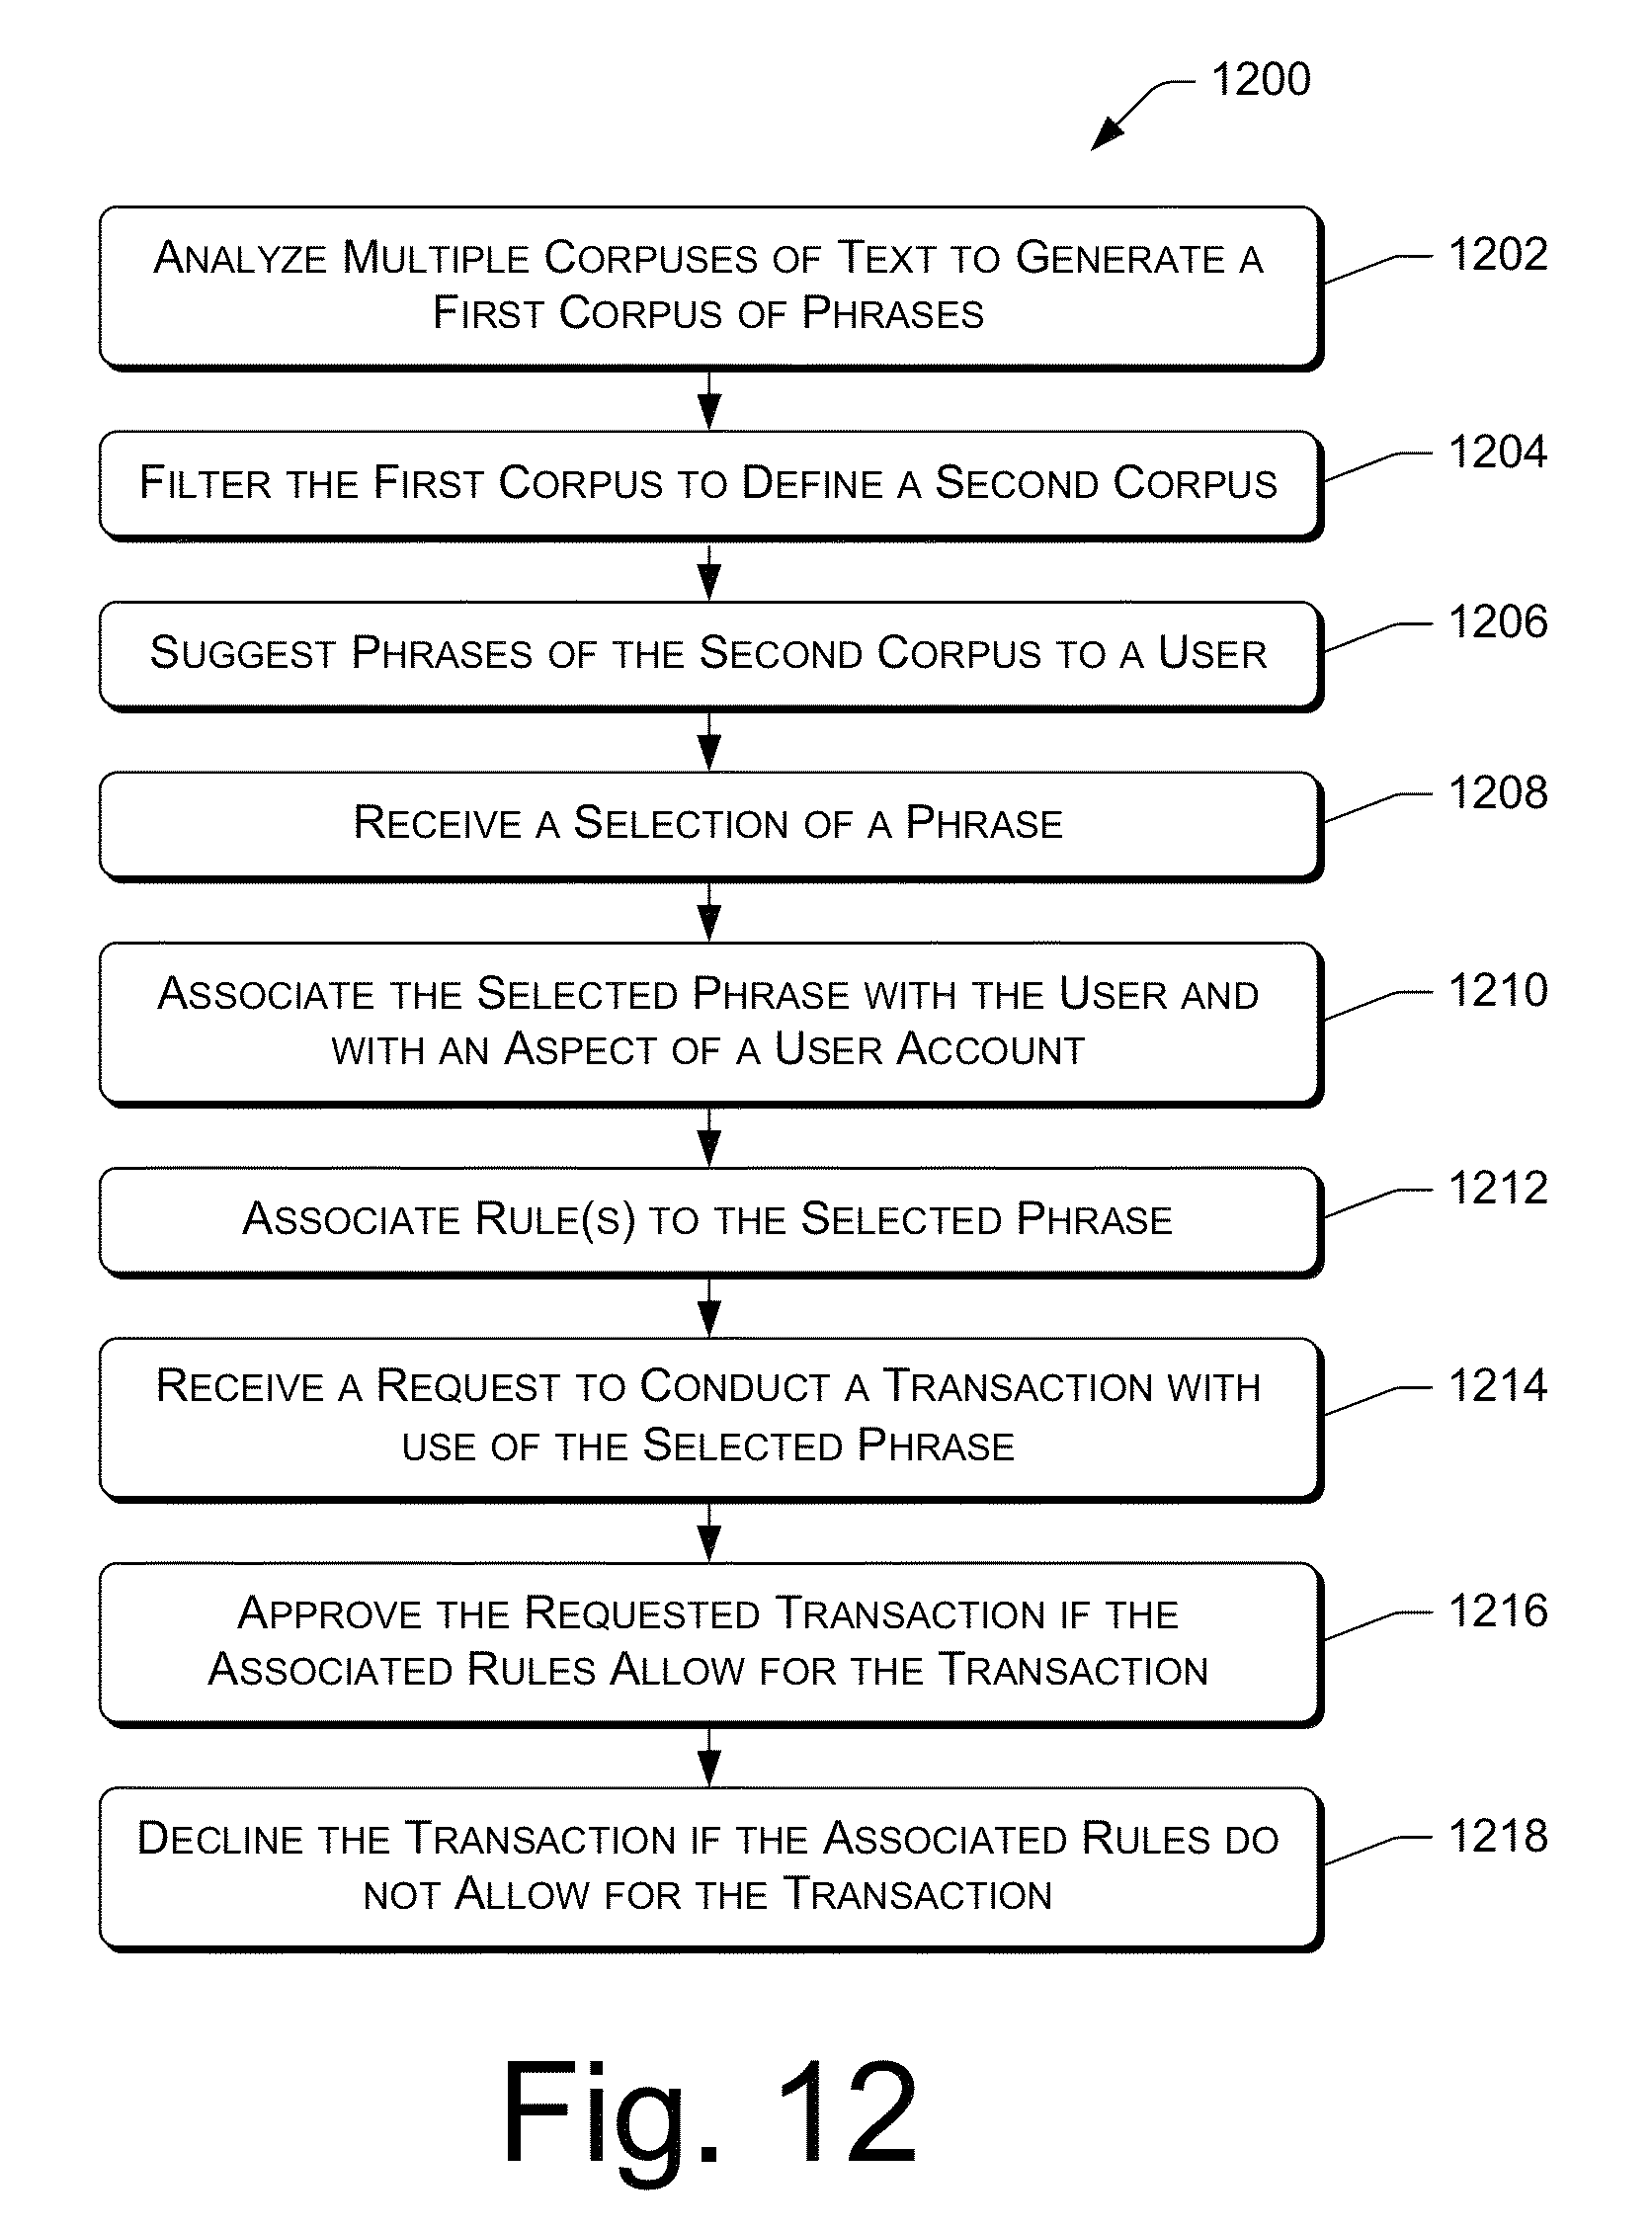 1200
ANALYZE MULTIPLE CORPUSES OF TEXT TO GENERATE A
FIRST CORPUS OF PHRASES
1202
FILTER THE FIRST CORPUS TO DEFINE A SECOND CORPUS
1204
SUGGEST PHRASES OF THE SECOND CORPUS TO A USER
1206
RECEIVE A SELECTION OF A PHRASE
1208
ASSOCIATE THE SELECTED PHRASE WITH THE USER AND
WITH AN ASPECT OF A USER ACCOUNT
1210
ASSOCIATE RULE(S) TO THE SELECTED PHRASE
1212
RECEIVE A REQUEST TO CONDUCT A TRANSACTION WITH
USE OF THE SELECTED PHRASE
1214
APPROVE THE REQUESTED TRANSACTION IF THE
ASSOCIATED RULES ALLOW FOR THE TRANSACTION
1216
DECLINE THE TRANSACTION IF THE ASSOCIATED RULES DO
NOT ALLOW FOR THE TRANSACTION
1218
Fig. 12